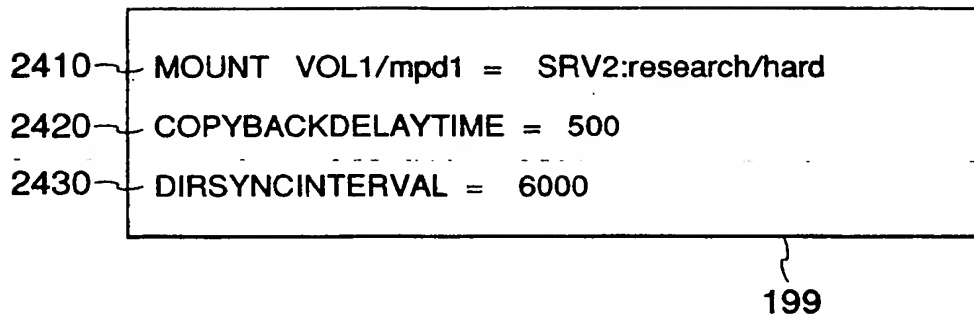 2410 MOUNT VOL1/mpd1 = SRV2:research/hard
2420 COPYBACKDELAYTIME = 500
2430 DIRSYNCINTERVAL = 6000
199